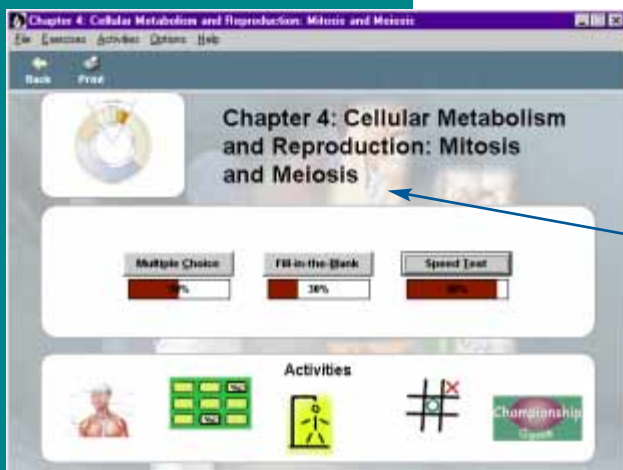 Chapter 4: Cellular Metabolism and Reproduction: Mitosis and Meiosis
File Exercises Activities Options Help
Back Print
Chapter 4: Cellular Metabolism
and Reproduction: Mitosis
and Meiosis
Multiple Choice Fill-in-the-Blank Speed Test
30%
Activities
Championship
Game